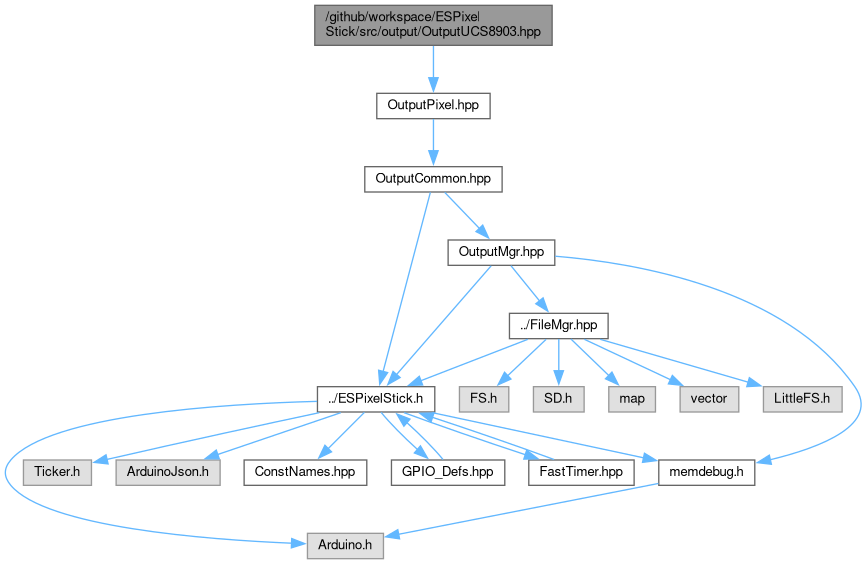 /github/workspace/ESPixel
Stick/src/output/OutputUCS8903.hpp
OutputPixel.hpp
OutputCommon.hpp
OutputMgr.hpp
../FileMgr.hpp
../ESPixelStick.h
FS.h
SD.h
map
vector
LittleFS.h
Ticker.h
ArduinoJson.h
ConstNames.hpp
GPIO_Defs.hpp
FastTimer.hpp
memdebug.h
Arduino.h